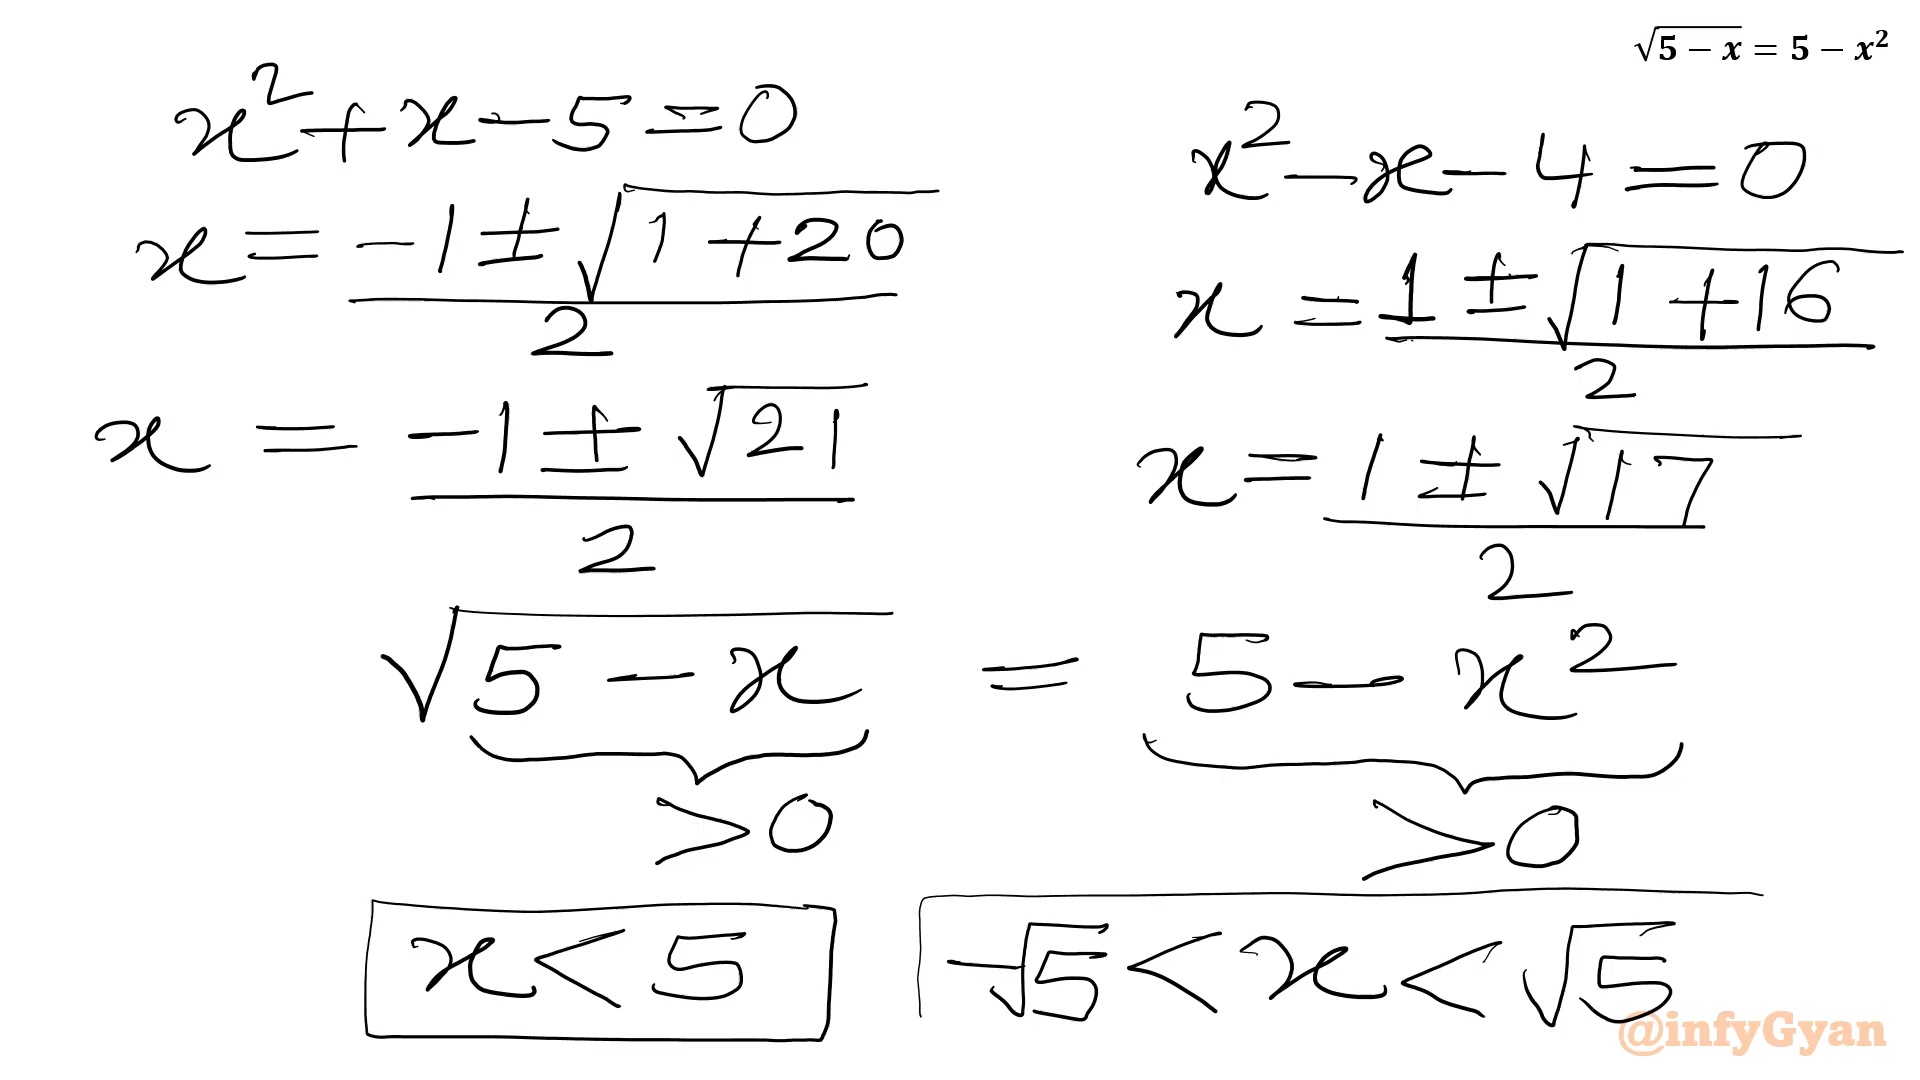 √(5 − x) = 5 − x²
x² + x − 5 = 0
x = (−1 ± √(1 + 20)) / 2
x = (−1 ± √21) / 2
x² − x − 4 = 0
x = (1 ± √(1 + 16)) / 2
x = (1 ± √17) / 2
√(5 − x) = 5 − x²
> 0 > 0
x < 5 −√5 < x < √5
@infyGyan